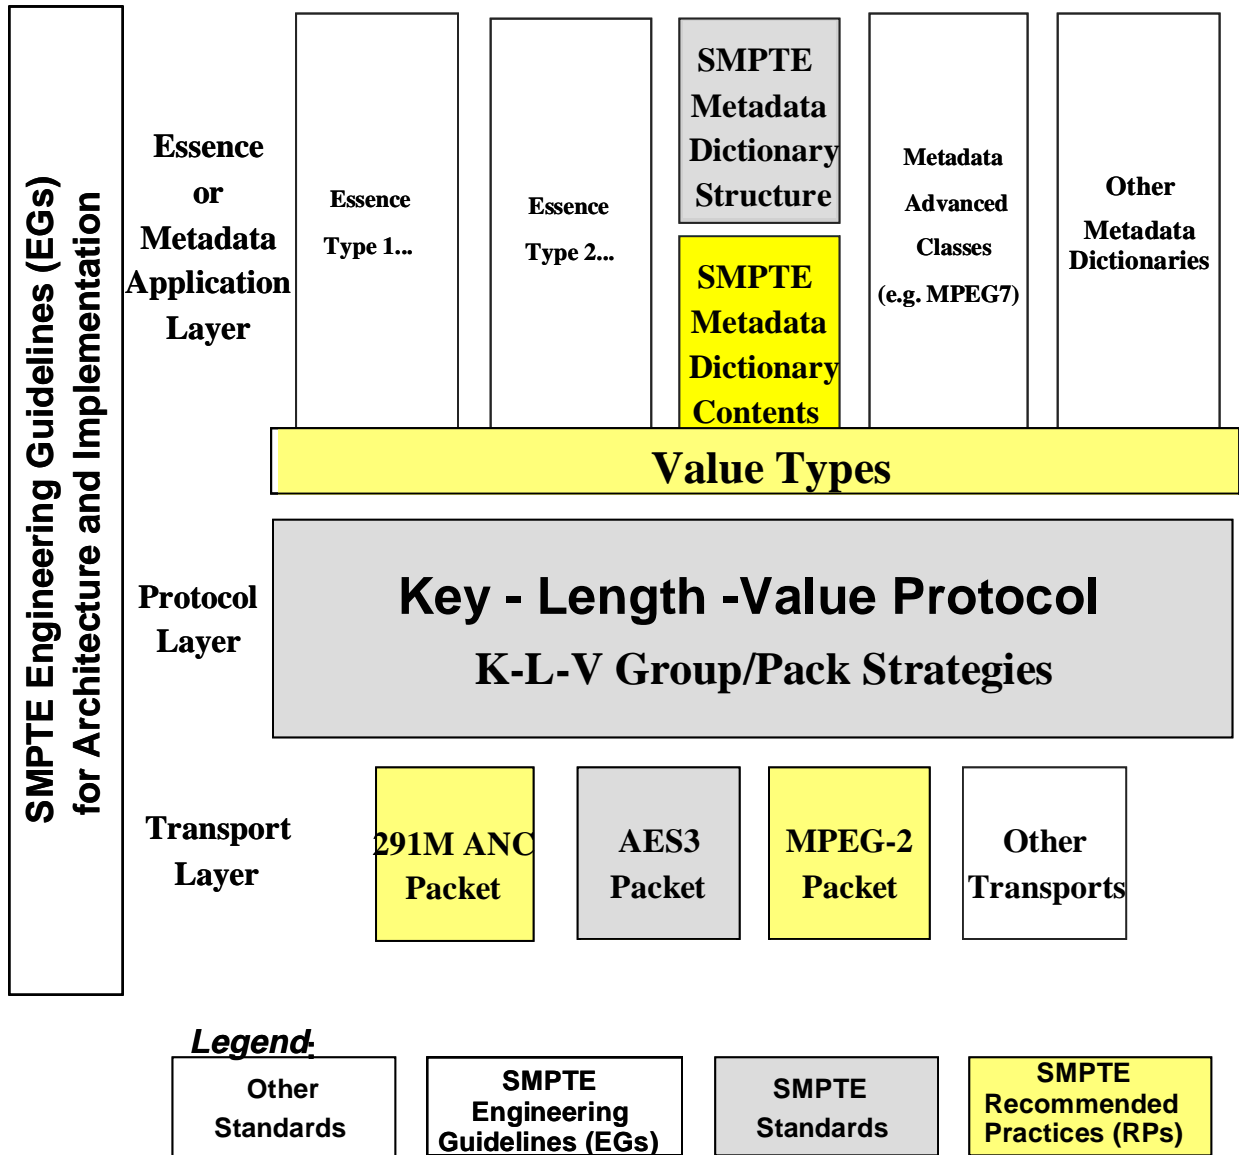 SMPTE Engineering Guidelines (EGs)
for Architecture and Implementation
Essence
or
Metadata
Application
Layer
Essence
Type 1...
Essence
Type 2...
SMPTE
Metadata
Dictionary
Structure
SMPTE
Metadata
Dictionary
Contents
Metadata
Advanced
Classes
(e.g. MPEG7)
Other
Metadata
Dictionaries
Value Types
Protocol
Layer
Key - Length -Value Protocol
K-L-V Group/Pack Strategies
Transport
Layer
291M ANC
Packet
AES3
Packet
MPEG-2
Packet
Other
Transports
Legend:
Other
Standards
SMPTE
Engineering
Guidelines (EGs)
SMPTE
Standards
SMPTE
Recommended
Practices (RPs)